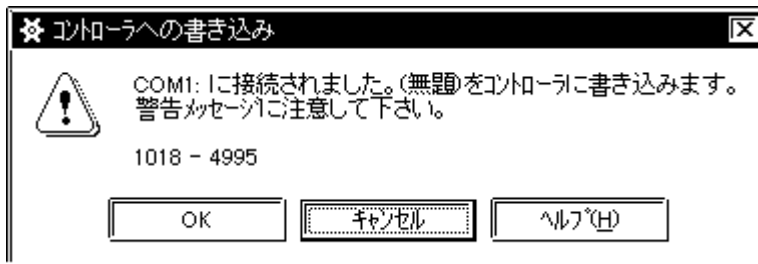 コントローラへの書き込み
COM1: に接続されました。(無題)をコントローラに書き込みます。
警告メッセージに注意して下さい。
1018 - 4995
OK
キャンセル
ヘルプ(H)